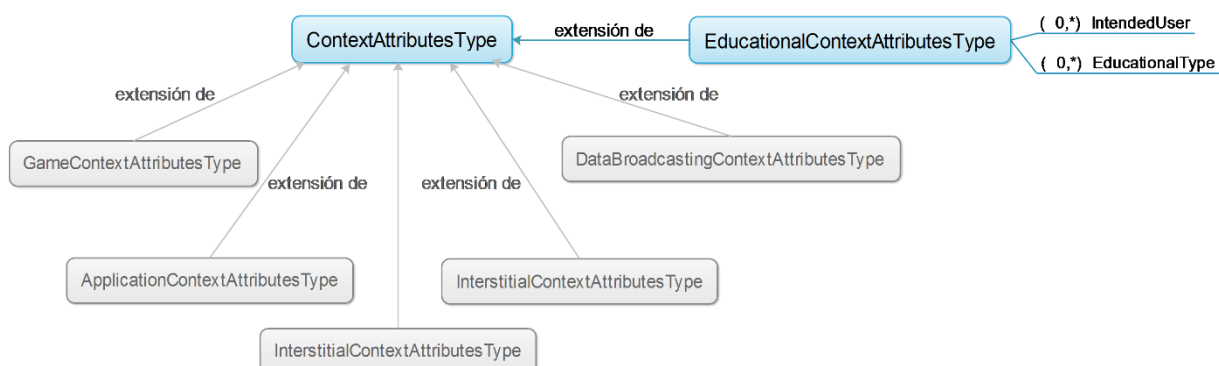 ( 0,*) IntendedUser
ContextAttributesType
extensión de
EducationalContextAttributesType
( 0,*) EducationalType
extensión de
extensión de
GameContextAttributesType
DataBroadcastingContextAttributesType
extensión de
extensión de
ApplicationContextAttributesType
InterstitialContextAttributesType
InterstitialContextAttributesType